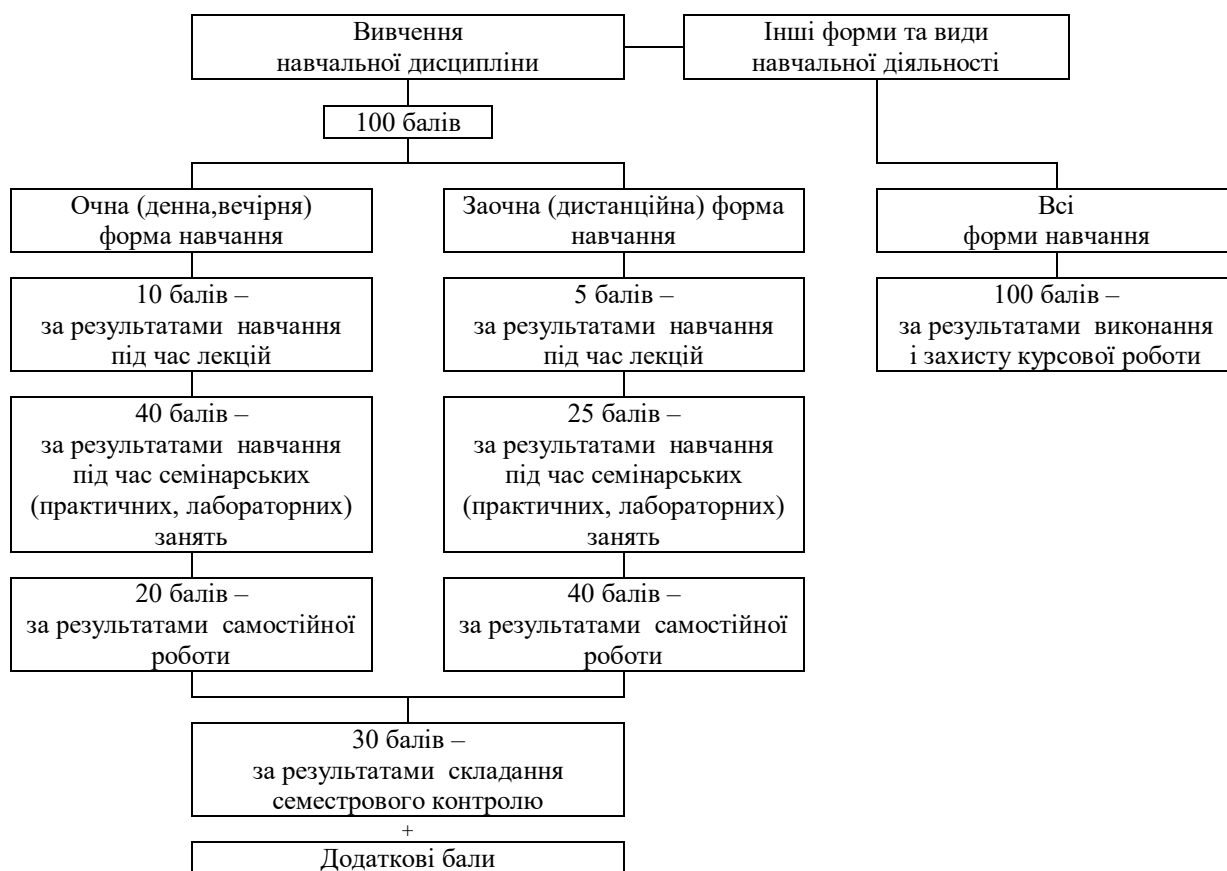 Вивчення
навчальної дисципліни
Інші форми та види
навчальної діяльності
100 балів
Очна (денна,вечірня)
форма навчання
Заочна (дистанційна) форма
навчання
Всі
форми навчання
10 балів –
за результатами навчання
під час лекцій
5 балів –
за результатами навчання
під час лекцій
100 балів –
за результатами виконання
і захисту курсової роботи
40 балів –
за результатами навчання
під час семінарських
(практичних, лабораторних)
занять
25 балів –
за результатами навчання
під час семінарських
(практичних, лабораторних)
занять
20 балів –
за результатами самостійної
роботи
40 балів –
за результатами самостійної
роботи
30 балів –
за результатами складання
семестрового контролю
+
Додаткові бали